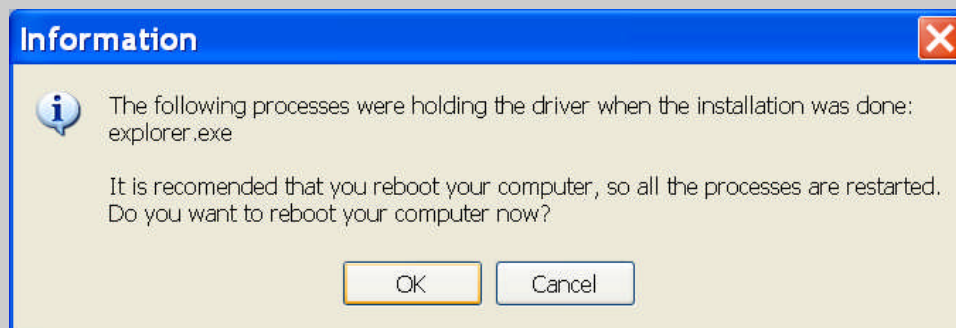 Information
The following processes were holding the driver when the installation was done:
explorer.exe
It is recomended that you reboot your computer, so all the processes are restarted.
Do you want to reboot your computer now?
OK Cancel